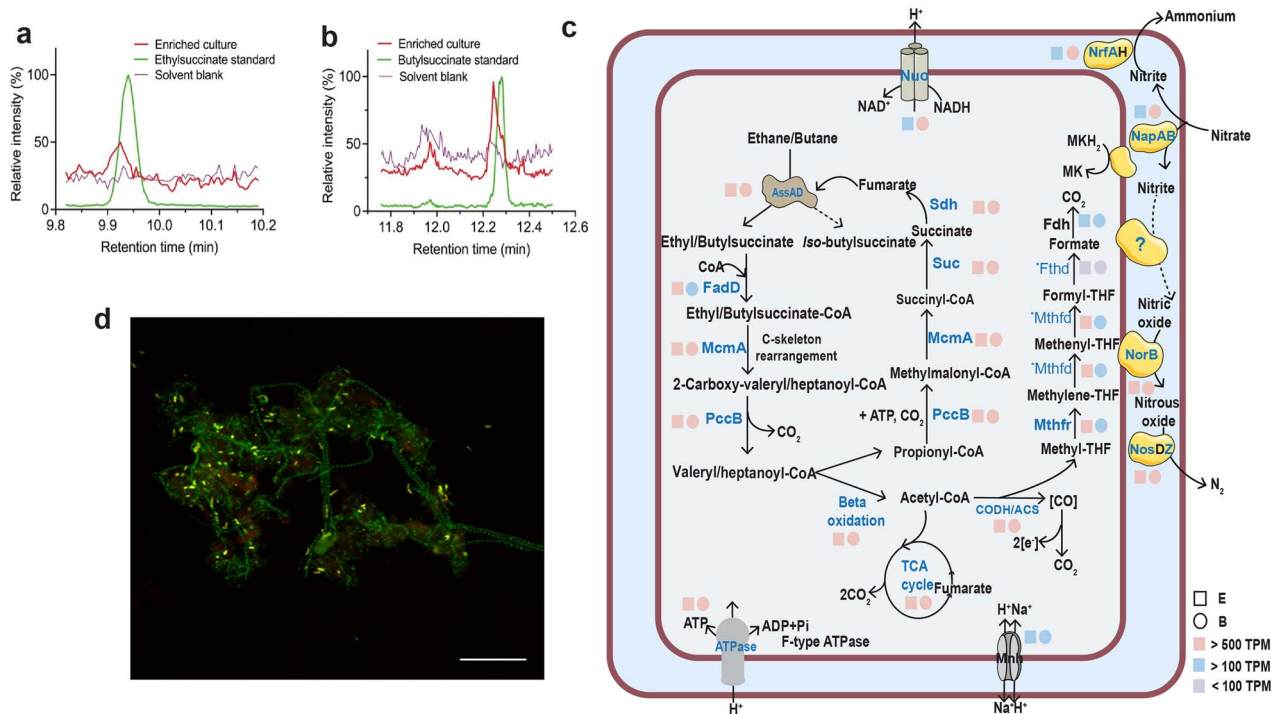 a
Enriched culture
Ethylsuccinate standard
Solvent blank
Relative intensity (%)
100
50
0
9.8
9.9
10.0
10.1
10.2
Retention time (min)
b
Enriched culture
Butylsuccinate standard
Solvent blank
Relative intensity (%)
100
50
0
11.8
12.0
12.2
12.4
12.6
Retention time (min)
c
H+
Nuo
NAD+
NADH
Ethane/Butane
AssAD
Fumarate
Sdh
Ethyl/Butylsuccinate
Iso-butylsuccinate
Succinate
CoA
FadD
Suc
Ethyl/Butylsuccinate-CoA
Succinyl-CoA
McmA
C-skeleton
rearrangement
McmA
2-Carboxy-valeryl/heptanoyl-CoA
Methylmalonyl-CoA
PccB
CO2
+ ATP, CO2
PccB
Valeryl/heptanoyl-CoA
Propionyl-CoA
Beta
oxidation
Acetyl-CoA
CODH/ACS
[CO]
2[e-]
CO2
TCA
cycle
Fumarate
2CO2
ATP
ADP+Pi
ATPase
F-type ATPase
H+
H+Na+
Mnh
Na+H+
CO2
Fdh
Formate
*Fthd
Formyl-THF
*Mthfd
Methenyl-THF
*Mthfd
Methylene-THF
Mthfr
Methyl-THF
MKH2
MK
Ammonium
NrfAH
Nitrite
NapAB
Nitrate
Nitrite
?
Nitric
oxide
NorB
Nitrous
oxide
NosDZ
N2
E
B
> 500 TPM
> 100 TPM
< 100 TPM
d